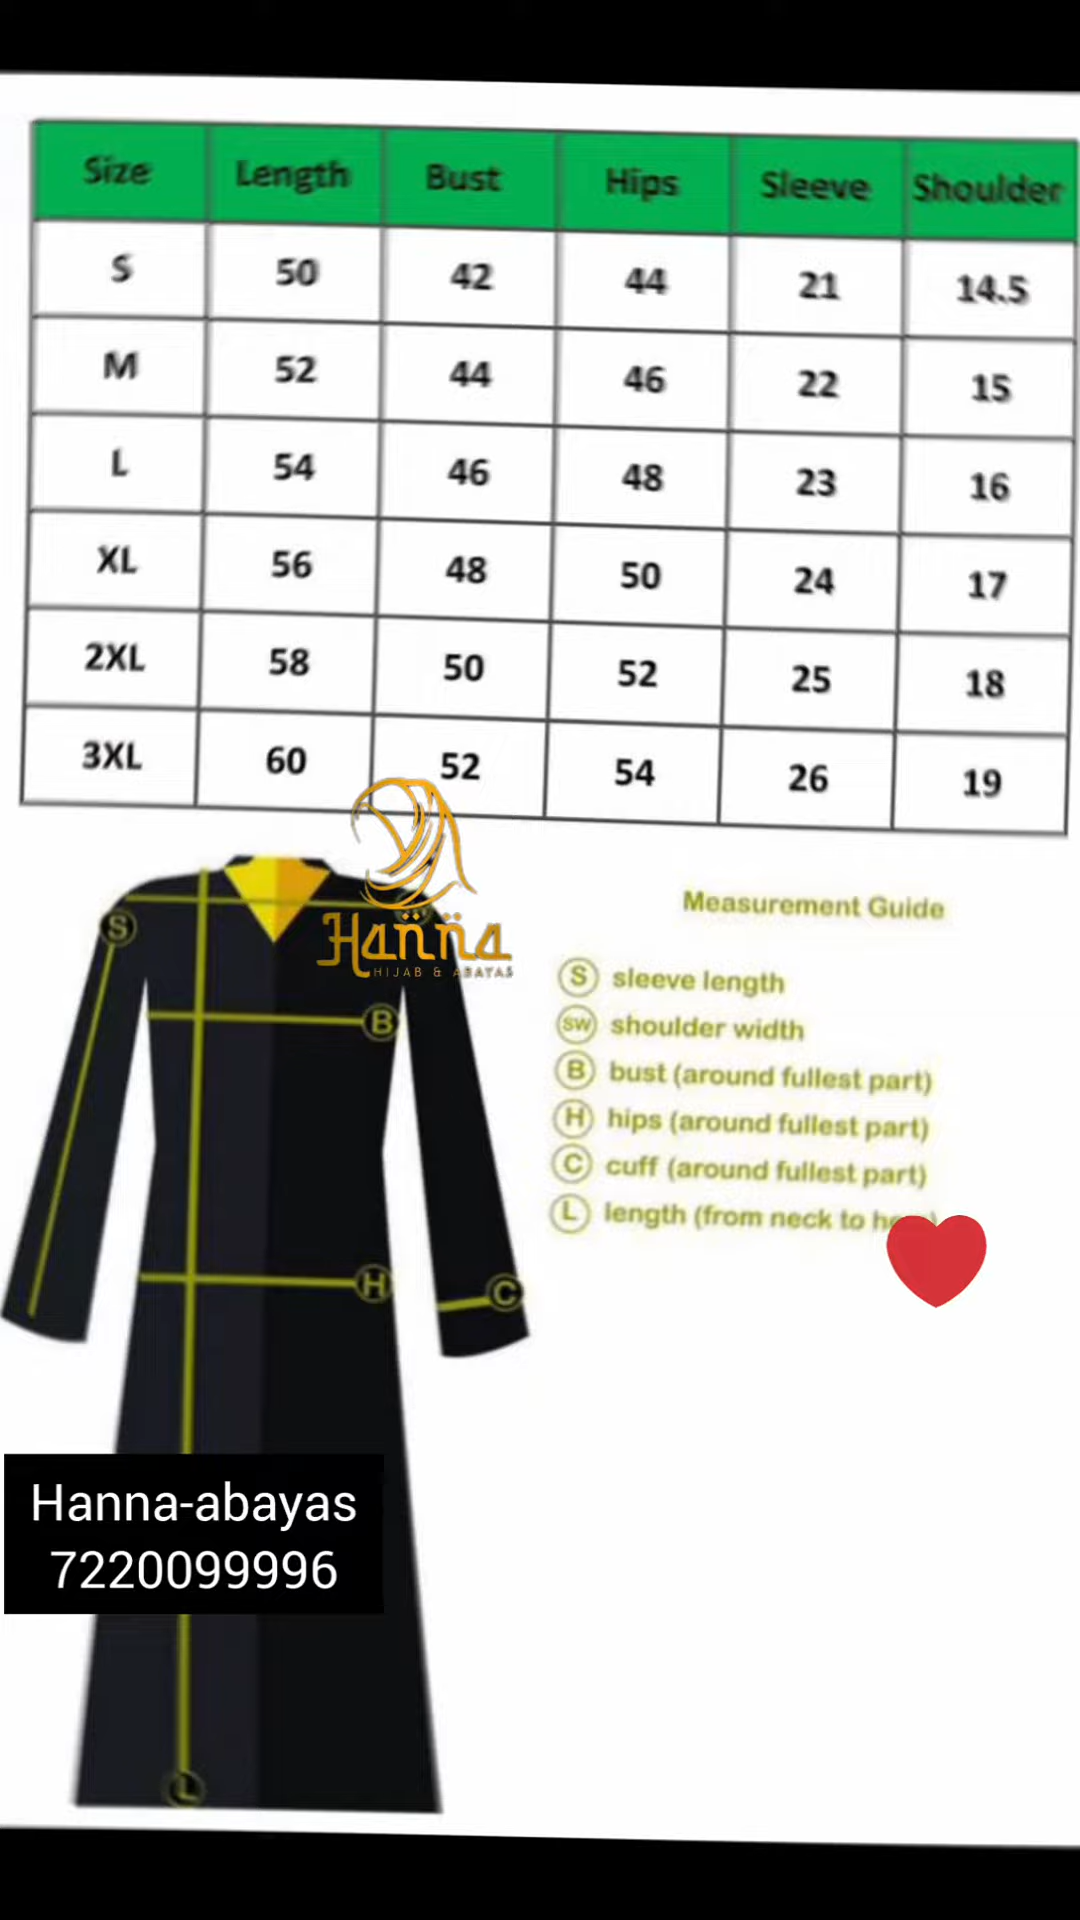 Size Length Bust Hips Sleeve Shoulder
S 50 42 44 21 14.5
M 52 44 46 22 15
L 54 46 48 23 16
XL 56 48 50 24 17
2XL 58 50 52 25 18
3XL 60 52 54 26 19
Hanna
HIJAB & ABAYAS
Measurement Guide
S sleeve length
SW shoulder width
B bust (around fullest part)
H hips (around fullest part)
C cuff (around fullest part)
L length (from neck to
S
B
H
C
L
Hanna-abayas
7220099996